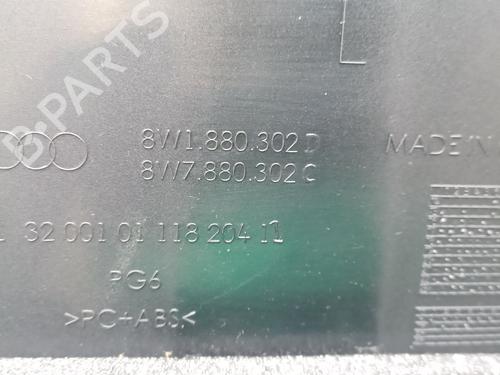 B-PARTS
8W1.880.302 D
8W7.880.302 C
MADE IN
32 001 01 118 204 11
PG6
>PC+ABS<